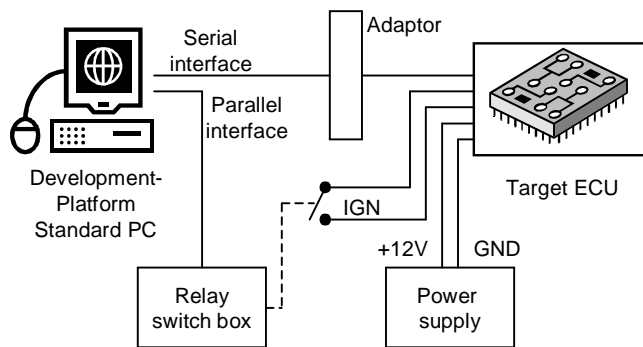 Serial
interface
Adaptor
Parallel
interface
Development-
Platform
Standard PC
IGN
Target ECU
+12V
GND
Relay
switch box
Power
supply